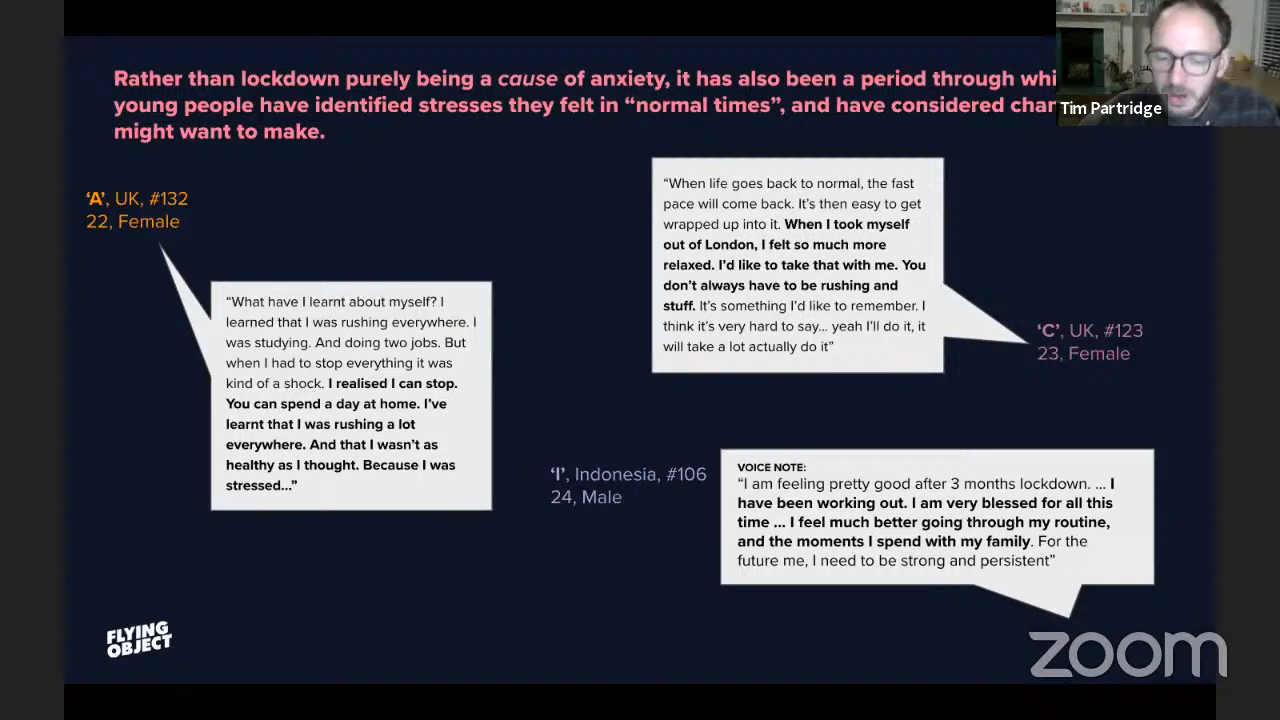 Rather than lockdown purely being a cause of anxiety, it has also been a period through
young people have identified stresses they felt in “normal times”, and have considered
might want to make.
Tim Partridge
‘A’, UK, #132
22, Female
“What have I learnt about myself? I
learned that I was rushing everywhere. I
was studying. And doing two jobs. But
when I had to stop everything it was
kind of a shock. I realised I can stop.
You can spend a day at home. I’ve
learnt that I was rushing a lot
everywhere. And that I wasn’t as
healthy as I thought. Because I was
stressed...”
“When life goes back to normal, the fast
pace will come back. It’s then easy to get
wrapped up into it. When I took myself
out of London, I felt so much more
relaxed. I’d like to take that with me. You
don’t always have to be rushing and
stuff. It’s something I’d like to remember. I
think it’s very hard to say... yeah I’ll do it, it
will take a lot actually do it”
‘C’, UK, #123
23, Female
‘I’, Indonesia, #106
24, Male
VOICE NOTE:
“I am feeling pretty good after 3 months lockdown. ... I
have been working out. I am very blessed for all this
time ... I feel much better going through my routine,
and the moments I spend with my family. For the
future me, I need to be strong and persistent”
FLYING
OBJECT
zoom